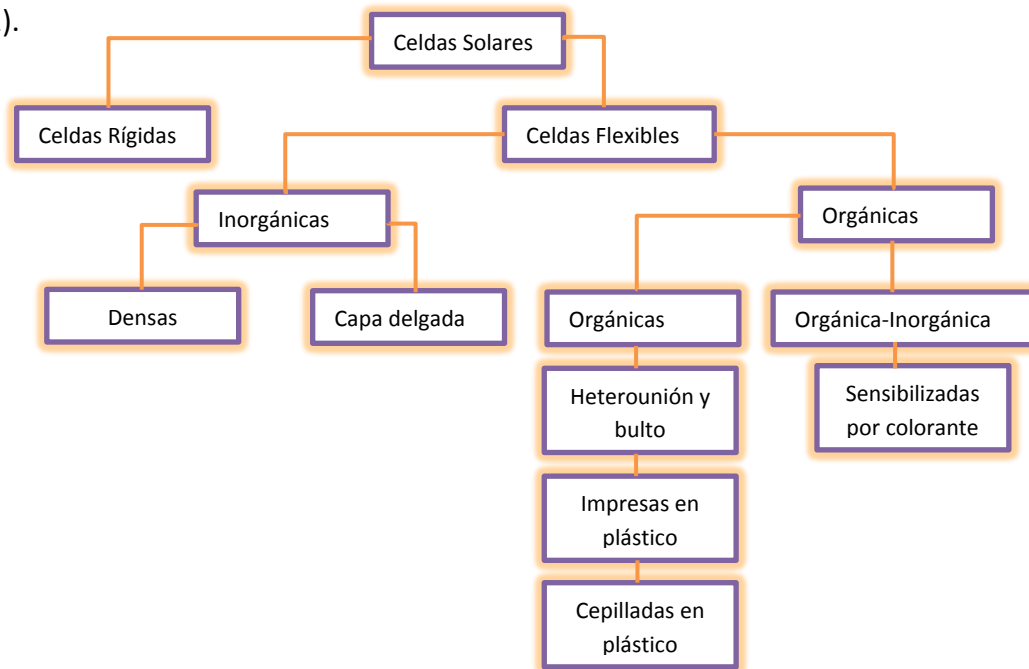 ).
Celdas Solares
Celdas Rígidas
Celdas Flexibles
Inorgánicas
Orgánicas
Densas
Capa delgada
Orgánicas
Orgánica-Inorgánica
Heterounión y
bulto
Sensibilizadas
por colorante
Impresas en
plástico
Cepilladas en
plástico